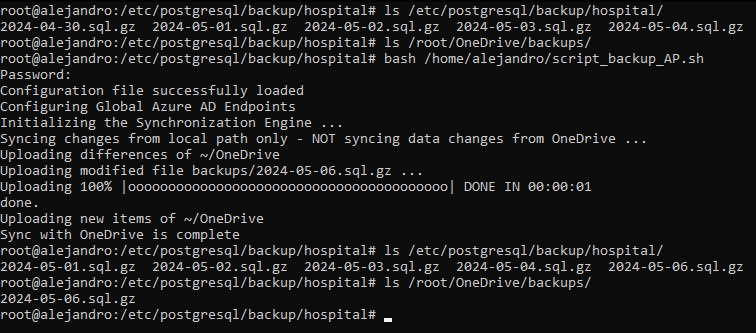 root@alejandro:/etc/postgresql/backup/hospital# ls /etc/postgresql/backup/hospital/
2024-04-30.sql.gz  2024-05-01.sql.gz  2024-05-02.sql.gz  2024-05-03.sql.gz  2024-05-04.sql.gz
root@alejandro:/etc/postgresql/backup/hospital# ls /root/OneDrive/backups/
root@alejandro:/etc/postgresql/backup/hospital# bash /home/alejandro/script_backup_AP.sh
Password:
Configuration file successfully loaded
Configuring Global Azure AD Endpoints
Initializing the Synchronization Engine ...
Syncing changes from local path only - NOT syncing data changes from OneDrive ...
Uploading differences of ~/OneDrive
Uploading modified file backups/2024-05-06.sql.gz ...
Uploading 100% |oooooooooooooooooooooooooooooooooooooooo| DONE IN 00:00:01
done.
Uploading new items of ~/OneDrive
Sync with OneDrive is complete
root@alejandro:/etc/postgresql/backup/hospital# ls /etc/postgresql/backup/hospital/
2024-05-01.sql.gz  2024-05-02.sql.gz  2024-05-03.sql.gz  2024-05-04.sql.gz  2024-05-06.sql.gz
root@alejandro:/etc/postgresql/backup/hospital# ls /root/OneDrive/backups/
2024-05-06.sql.gz
root@alejandro:/etc/postgresql/backup/hospital#